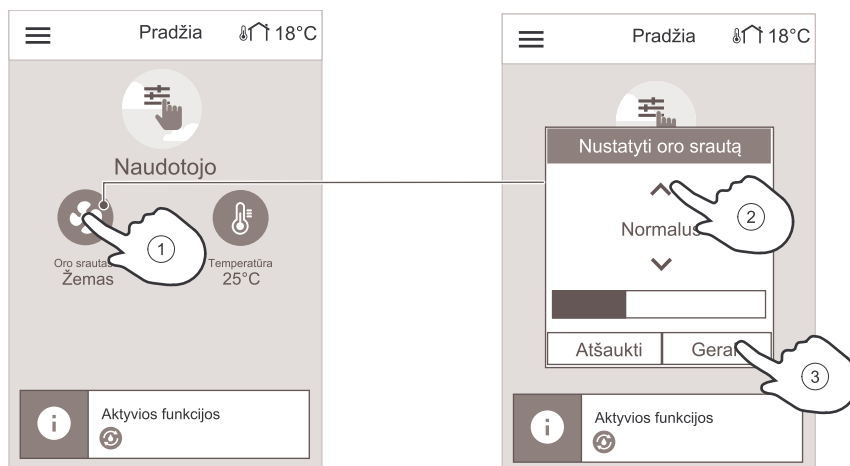 Pradžia 18°C
Naudotojo
Oro srautas
Žemas
Temperatūra
25°C
1
i
Aktyvios funkcijos
Pradžia 18°C
Nustatyti oro srautą
2
Normalus
Atšaukti
Gerai
3
i
Aktyvios funkcijos